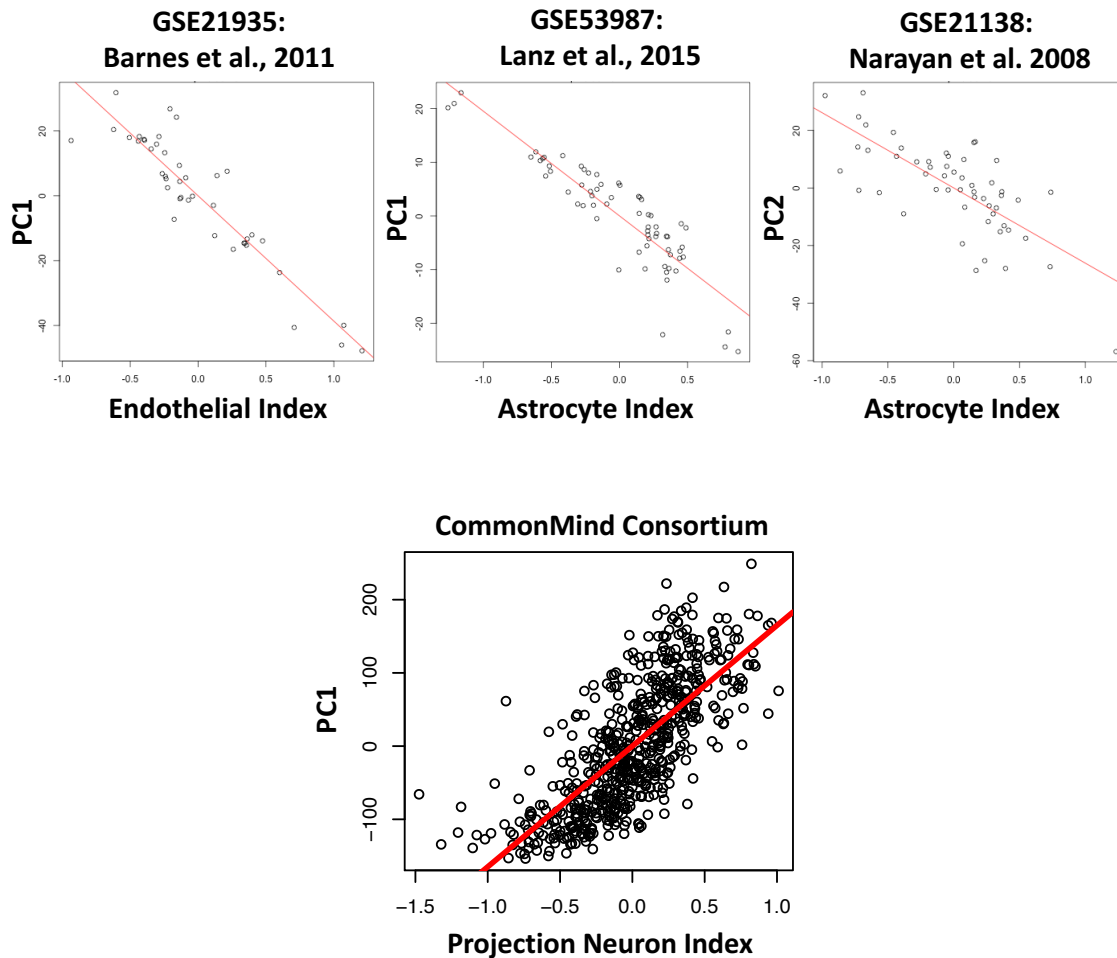 GSE21935:
Barnes et al., 2011
PC1
20
0
-20
-40
-1.0 -0.5 0.0 0.5 1.0
Endothelial Index
GSE53987:
Lanz et al., 2015
PC1
20
10
0
-10
-20
-1.0 -0.5 0.0 0.5
Astrocyte Index
GSE21138:
Narayan et al. 2008
PC2
20
0
-20
-40
-60
-1.0 -0.5 0.0 0.5 1.0
Astrocyte Index
CommonMind Consortium
PC1
200
100
0
-100
-1.5 -1.0 -0.5 0.0 0.5 1.0
Projection Neuron Index